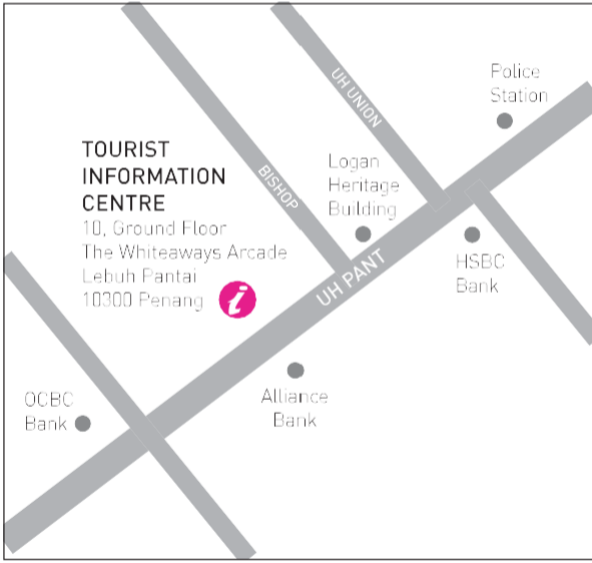 Police
Station
UH UNION
Logan
Heritage
Building
TOURIST
INFORMATION
CENTRE
10, Ground Floor
The Whiteaways Arcade
Lebuh Pantai
10300 Penang
i
BISHOP
HSBC
Bank
UH PANT
Alliance
Bank
OCBC
Bank